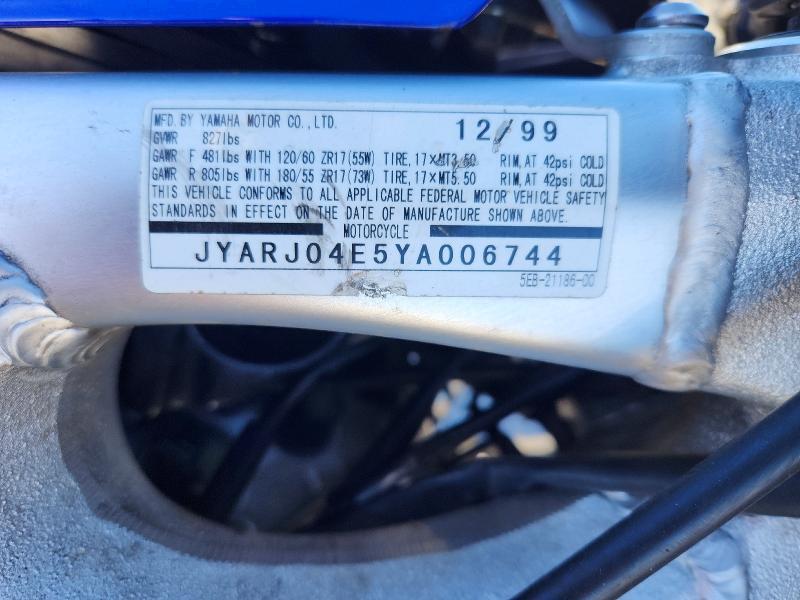 MFD. BY YAMAHA MOTOR CO., LTD. 12/99
GVWR 827lbs
GAWR F 481lbs WITH 120/60 ZR17(55W) TIRE, 17×MT3.50 RIM, AT 42psi COLD
GAWR R 805lbs WITH 180/55 ZR17(73W) TIRE, 17×MT5.50 RIM, AT 42psi COLD
THIS VEHICLE CONFORMS TO ALL APPLICABLE FEDERAL MOTOR VEHICLE SAFETY
STANDARDS IN EFFECT ON THE DATE OF MANUFACTURE SHOWN ABOVE.
MOTORCYCLE
JYARJ04E5YA006744
5EB-21186-00